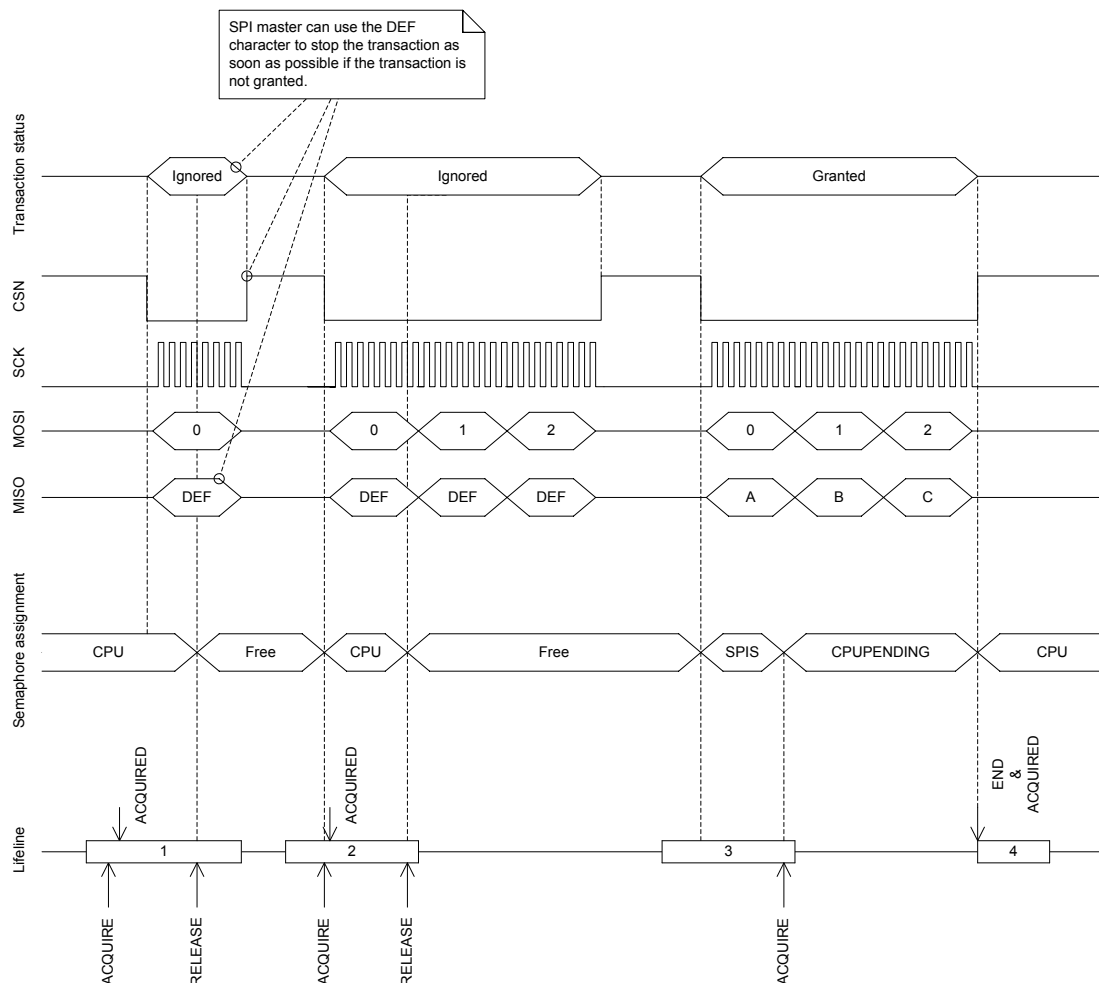 SPI master can use the DEF
character to stop the transaction as
soon as possible if the transaction is
not granted.
Transaction status
Ignored
Ignored
Granted
CSN
SCK
MOSI
0
0
1
2
0
1
2
MISO
DEF
DEF
DEF
DEF
A
B
C
Semaphore assignment
CPU
Free
CPU
Free
SPIS
CPUPENDING
CPU
ACQUIRED
ACQUIRED
END
&
ACQUIRED
Lifeline
1
2
3
4
ACQUIRE
RELEASE
ACQUIRE
RELEASE
ACQUIRE